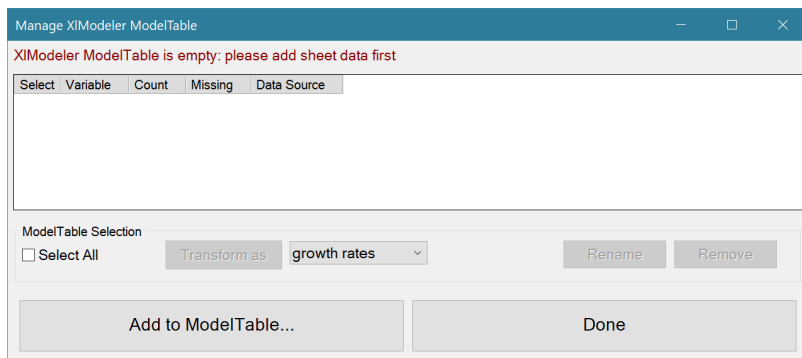 Manage XlModeler ModelTable
XlModeler ModelTable is empty: please add sheet data first
Select Variable Count Missing Data Source
ModelTable Selection
Select All Transform as growth rates Rename Remove
Add to ModelTable... Done